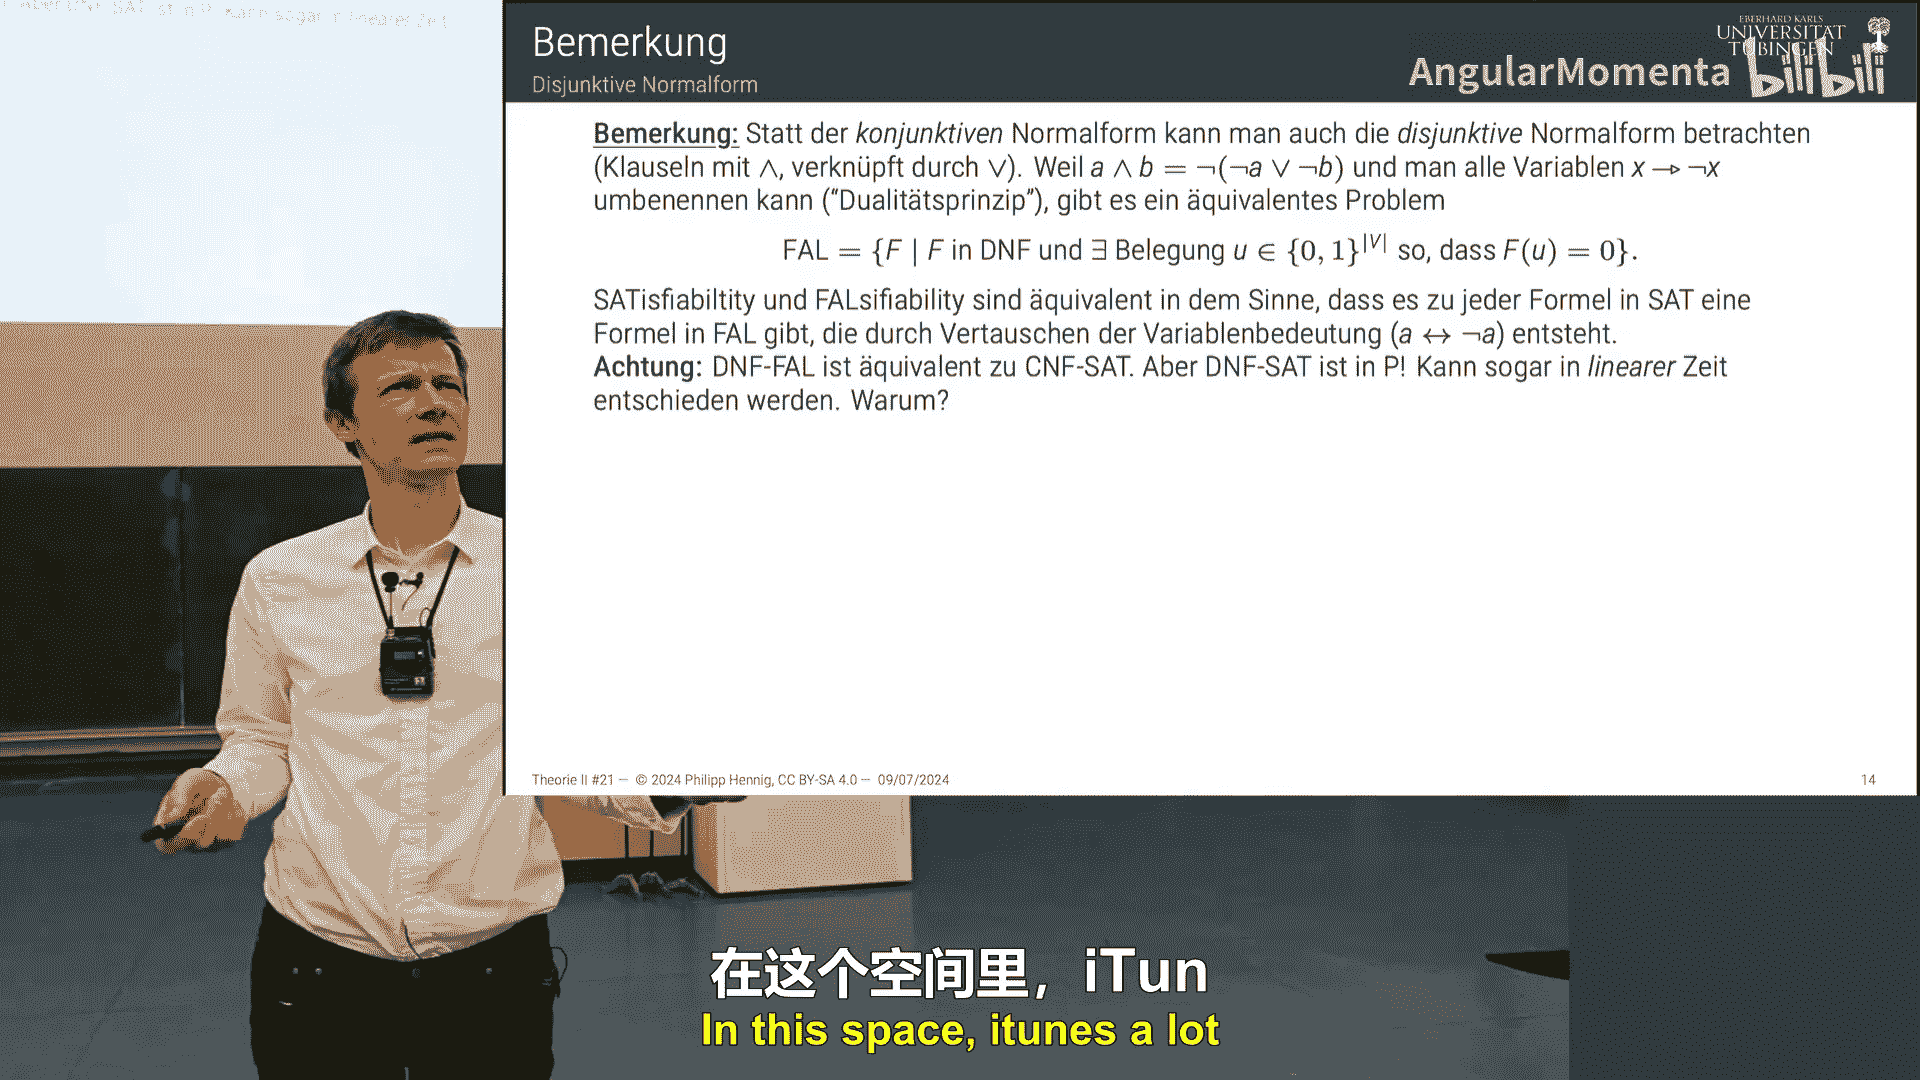 Bemerkung
Disjunktive Normalform
EBERHARD KARLS
UNIVERSITÄT
TÜBINGEN
AngularMomenta
bilibili
Bemerkung: Statt der konjunktiven Normalform kann man auch die disjunktive Normalform betrachten
(Klauseln mit ∧, verknüpft durch ∨). Weil a ∧ b = ¬(¬a ∨ ¬b) und man alle Variablen x → ¬x
umbenennen kann (“Dualitätsprinzip”), gibt es ein äquivalentes Problem
FAL = {F | F in DNF und ∃ Belegung u ∈ {0, 1}^|V| so, dass F(u) = 0}.
SATisfiabiltity und FALsifiability sind äquivalent in dem Sinne, dass es zu jeder Formel in SAT eine
Formel in FAL gibt, die durch Vertauschen der Variablenbedeutung (a ↔ ¬a) entsteht.
Achtung: DNF-FAL ist äquivalent zu CNF-SAT. Aber DNF-SAT ist in P! Kann sogar in linearer Zeit
entschieden werden. Warum?
Theorie II #21 — © 2024 Philipp Hennig, CC BY-SA 4.0 — 09/07/2024
14
在这个空间里，iTun
In this space, itunes a lot